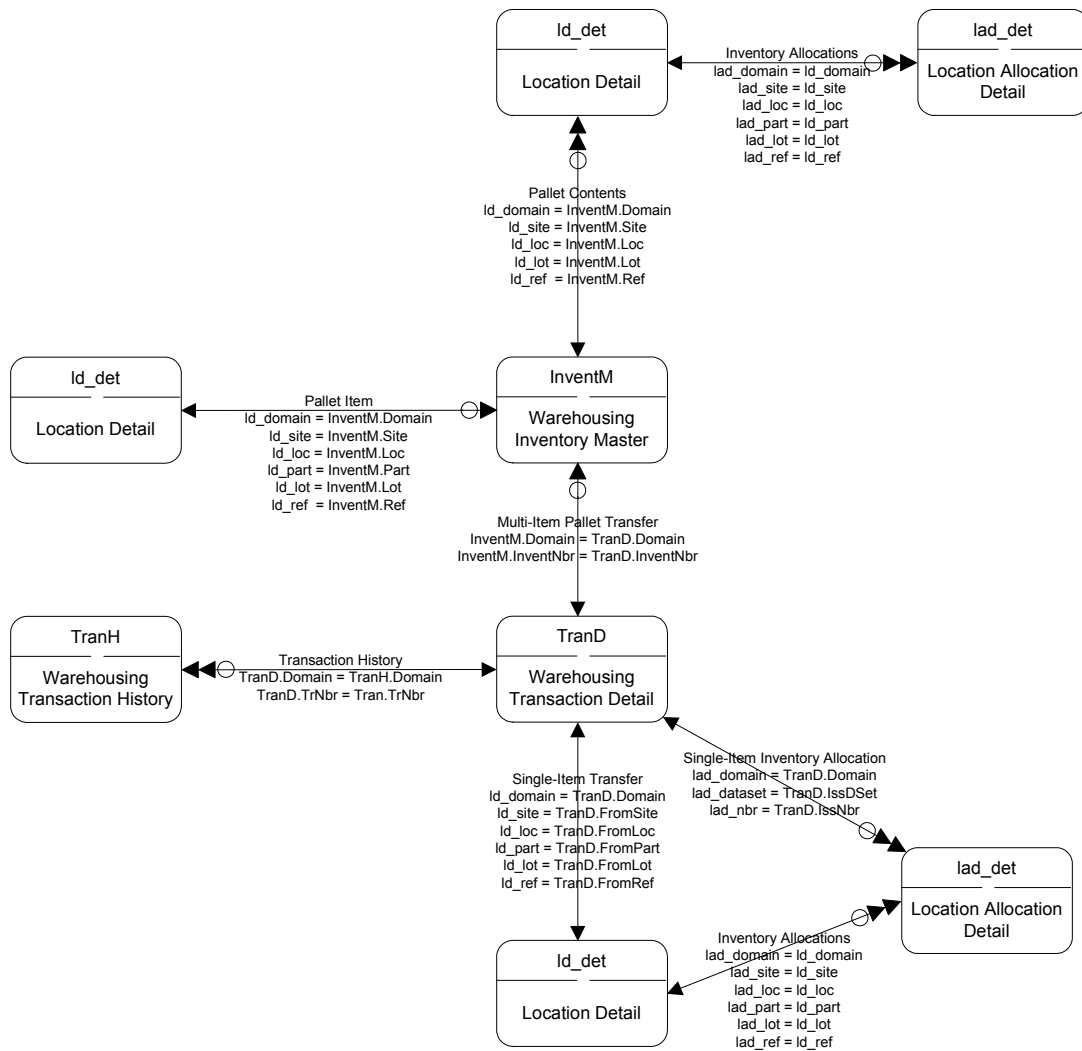 ld_det
Location Detail
Inventory Allocations
lad_domain = ld_domain
lad_site = ld_site
lad_loc = ld_loc
lad_part = ld_part
lad_lot = ld_lot
lad_ref = ld_ref
lad_det
Location Allocation
Detail
Pallet Contents
ld_domain = InventM.Domain
ld_site = InventM.Site
ld_loc = InventM.Loc
ld_lot = InventM.Lot
ld_ref  = InventM.Ref
ld_det
Location Detail
Pallet Item
ld_domain = InventM.Domain
ld_site = InventM.Site
ld_loc = InventM.Loc
ld_part = InventM.Part
ld_lot = InventM.Lot
ld_ref  = InventM.Ref
InventM
Warehousing
Inventory Master
Multi-Item Pallet Transfer
InventM.Domain = TranD.Domain
InventM.InventNbr = TranD.InventNbr
TranH
Warehousing
Transaction History
Transaction History
TranD.Domain = TranH.Domain
TranD.TrNbr = Tran.TrNbr
TranD
Warehousing
Transaction Detail
Single-Item Transfer
ld_domain = TranD.Domain
ld_site = TranD.FromSite
ld_loc = TranD.FromLoc
ld_part = TranD.FromPart
ld_lot = TranD.FromLot
ld_ref = TranD.FromRef
Single-Item Inventory Allocation
lad_domain = TranD.Domain
lad_dataset = TranD.IssDSet
lad_nbr = TranD.IssNbr
lad_det
Location Allocation
Detail
ld_det
Location Detail
Inventory Allocations
lad_domain = ld_domain
lad_site = ld_site
lad_loc = ld_loc
lad_part = ld_part
lad_lot = ld_lot
lad_ref = ld_ref